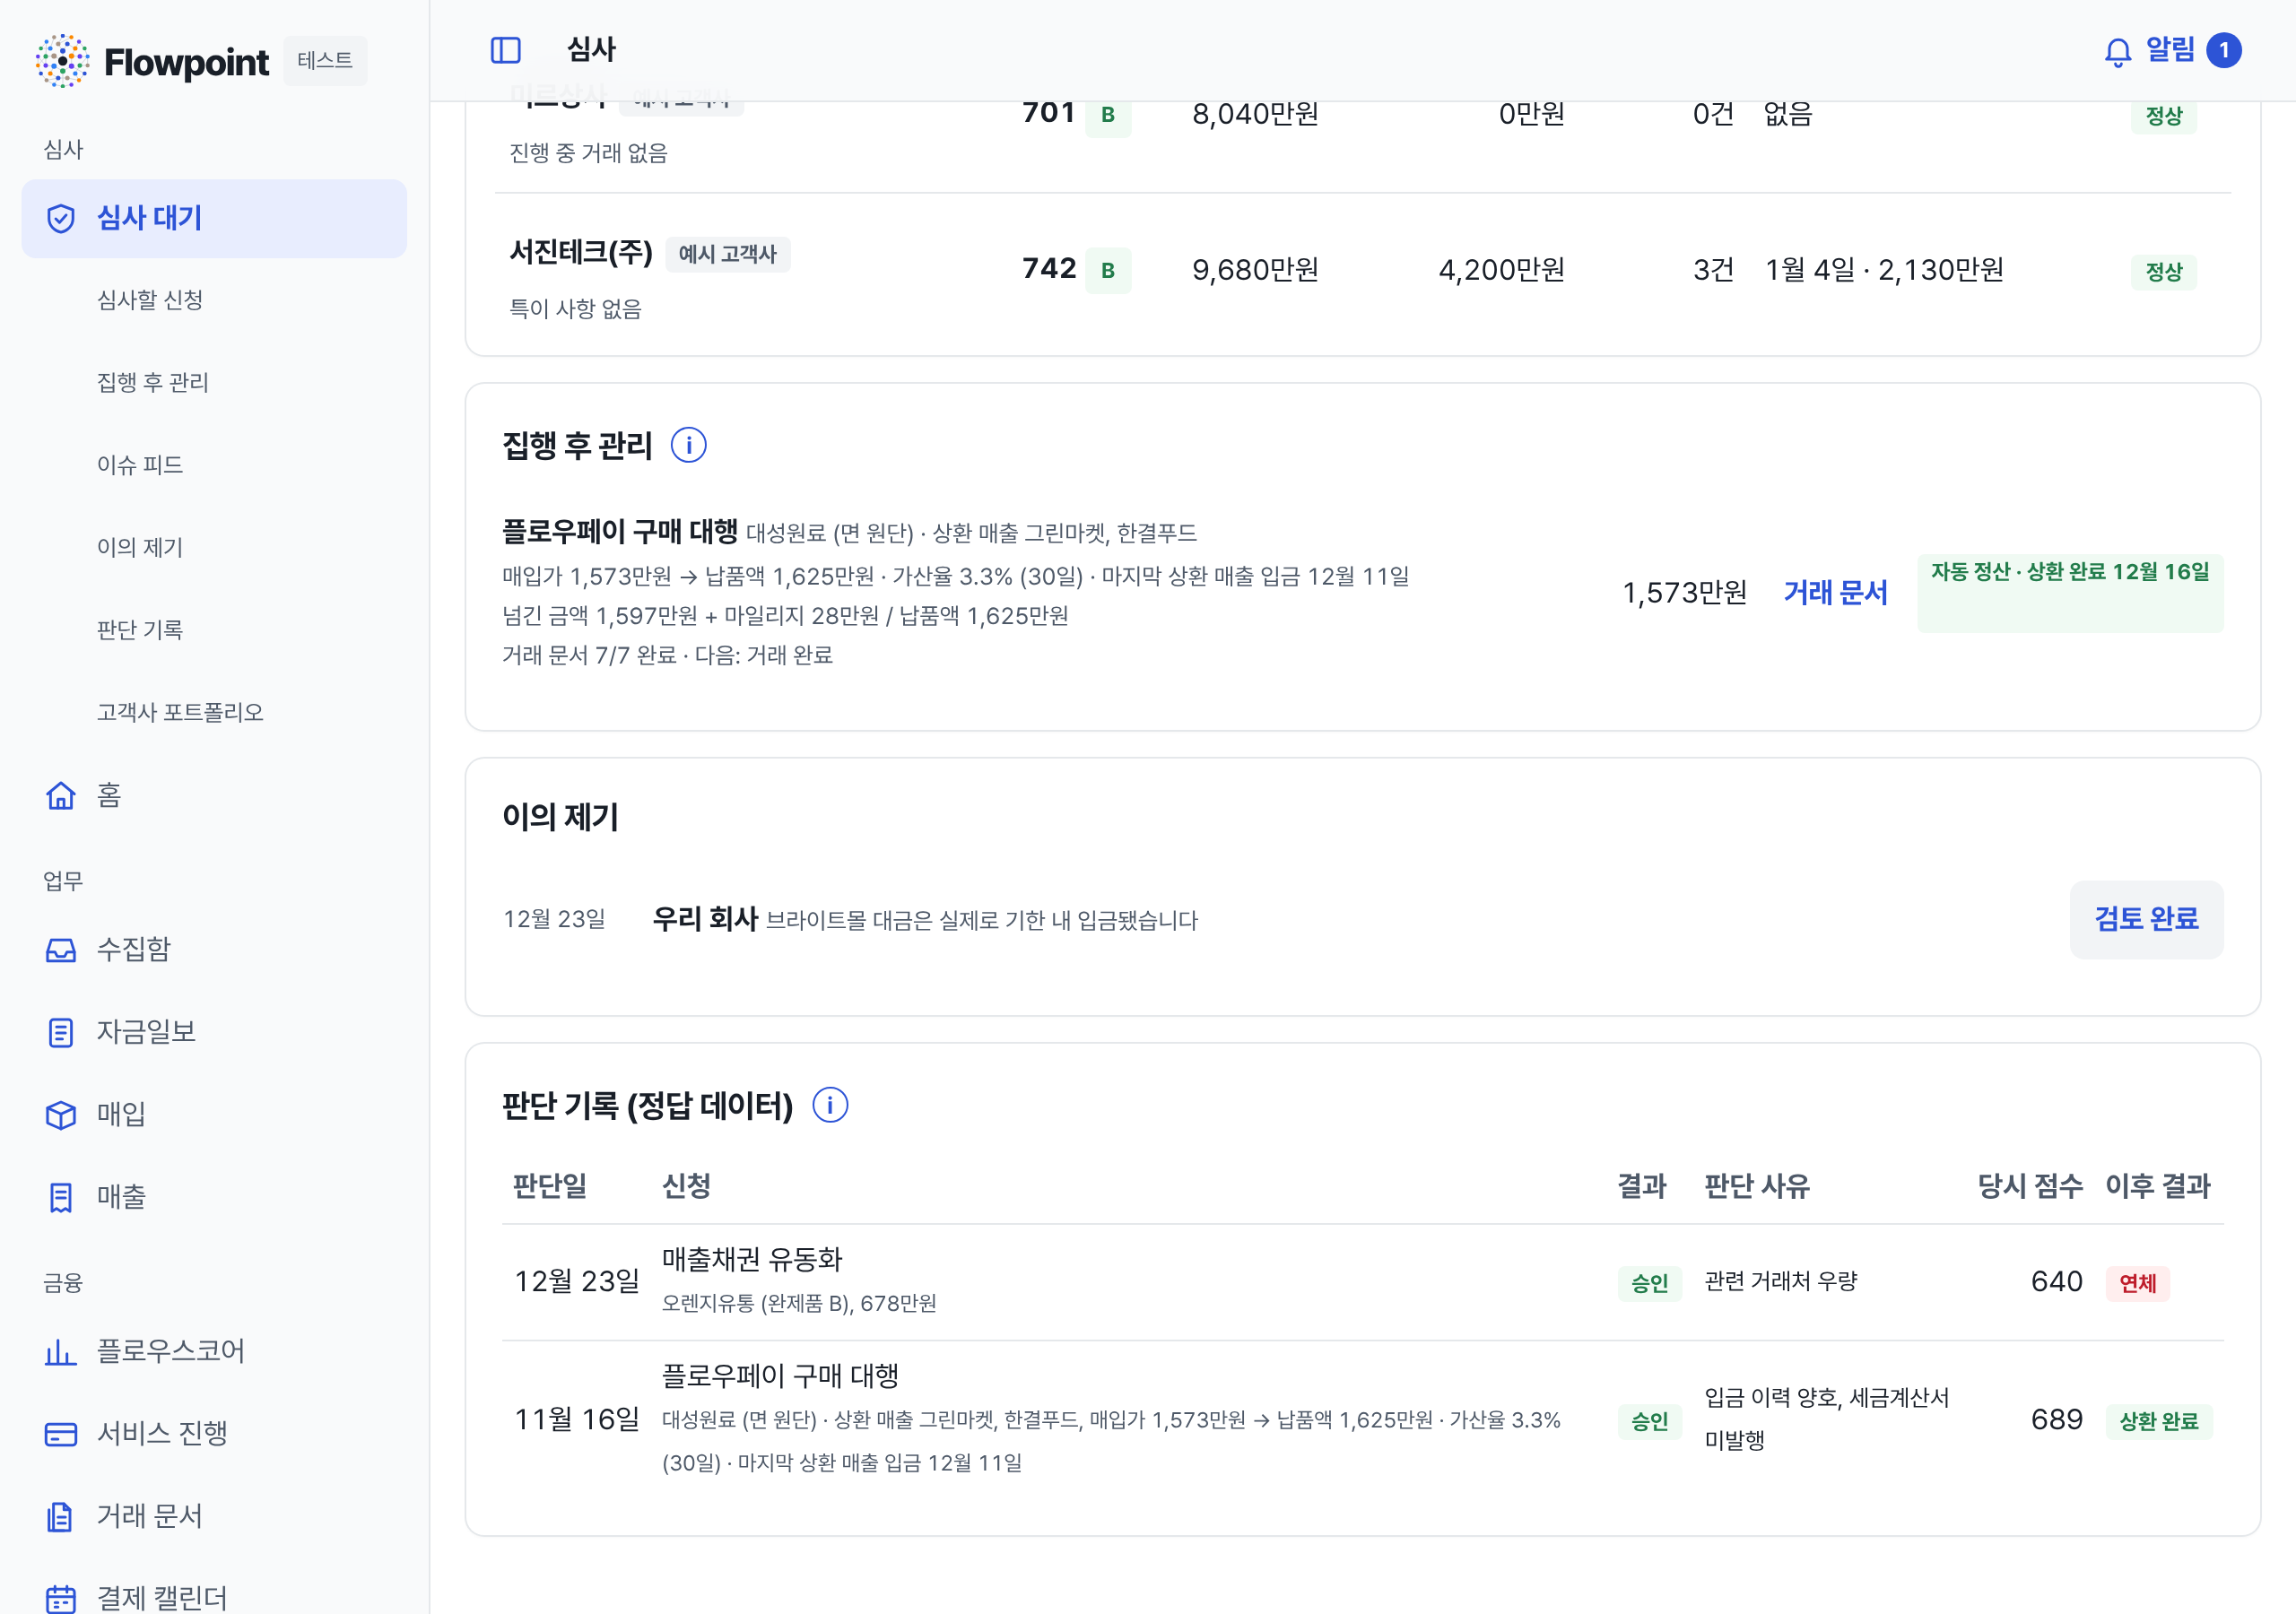 Flowpoint 테스트
심사
심사 대기
심사할 신청
집행 후 관리
이슈 피드
이의 제기
판단 기록
고객사 포트폴리오
홈
업무
수집함
자금일보
매입
매출
금융
플로우스코어
서비스 진행
거래 문서
결제 캘린더
심사
알림 1
701 B 8,040만원 0만원 0건 없음 정상
진행 중 거래 없음
서진테크(주) 예시 고객사 742 B 9,680만원 4,200만원 3건 1월 4일 · 2,130만원 정상
특이 사항 없음
집행 후 관리 i
플로우페이 구매 대행 대성원료 (면 원단) · 상환 매출 그린마켓, 한결푸드
매입가 1,573만원 → 납품액 1,625만원 · 가산율 3.3% (30일) · 마지막 상환 매출 입금 12월 11일
넘긴 금액 1,597만원 + 마일리지 28만원 / 납품액 1,625만원
거래 문서 7/7 완료 · 다음: 거래 완료
1,573만원 거래 문서 자동 정산 · 상환 완료 12월 16일
이의 제기
12월 23일 우리 회사 브라이트몰 대금은 실제로 기한 내 입금됐습니다 검토 완료
판단 기록 (정답 데이터) i
판단일 신청 결과 판단 사유 당시 점수 이후 결과
12월 23일 매출채권 유동화 승인 관련 거래처 우량 640 연체
오렌지유통 (완제품 B), 678만원
플로우페이 구매 대행
11월 16일 대성원료 (면 원단) · 상환 매출 그린마켓, 한결푸드, 매입가 1,573만원 → 납품액 1,625만원 · 가산율 3.3%
(30일) · 마지막 상환 매출 입금 12월 11일
승인
입금 이력 양호, 세금계산서
미발행
689 상환 완료